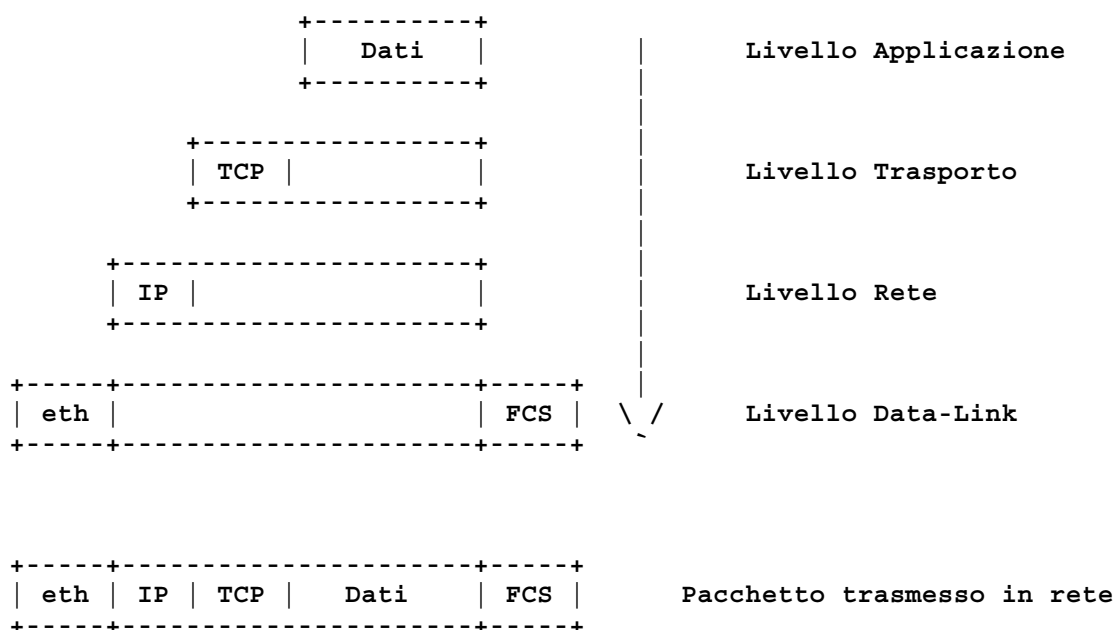 Dati Livello Applicazione
TCP Livello Trasporto
IP Livello Rete
eth FCS Livello Data-Link
eth IP TCP Dati FCS Pacchetto trasmesso in rete